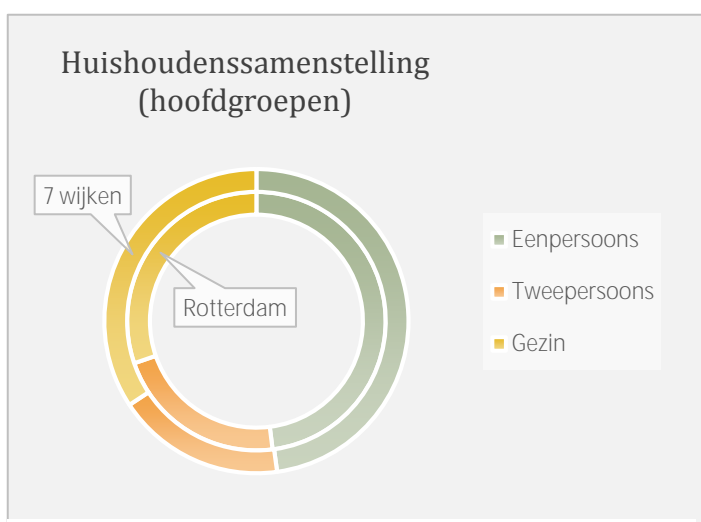 Huishoudenssamenstelling
(hoofdgroepen)
7 wijken
Rotterdam
Eenpersoons
Tweepersoons
Gezin